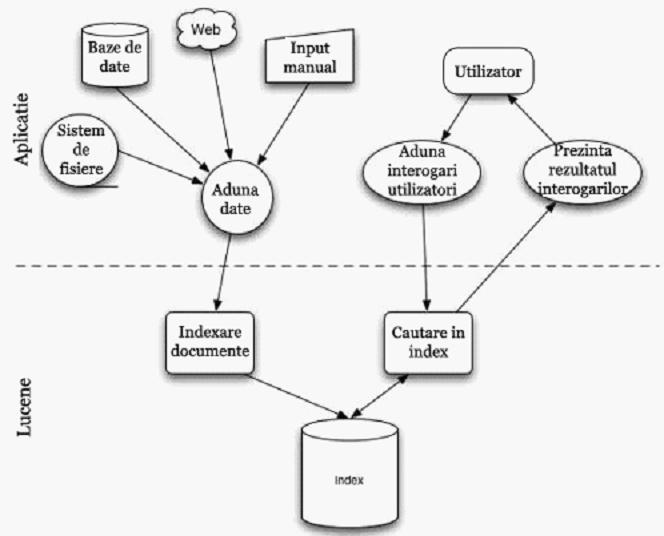 Aplicatie
Baze de
date
Web
Input
manual
Utilizator
Sistem
de
fisiere
Aduna
date
Aduna
interogari
utilizatori
Prezinta
rezultatul
interogarilor
Lucene
Indexare
documente
Cautare in
index
Index